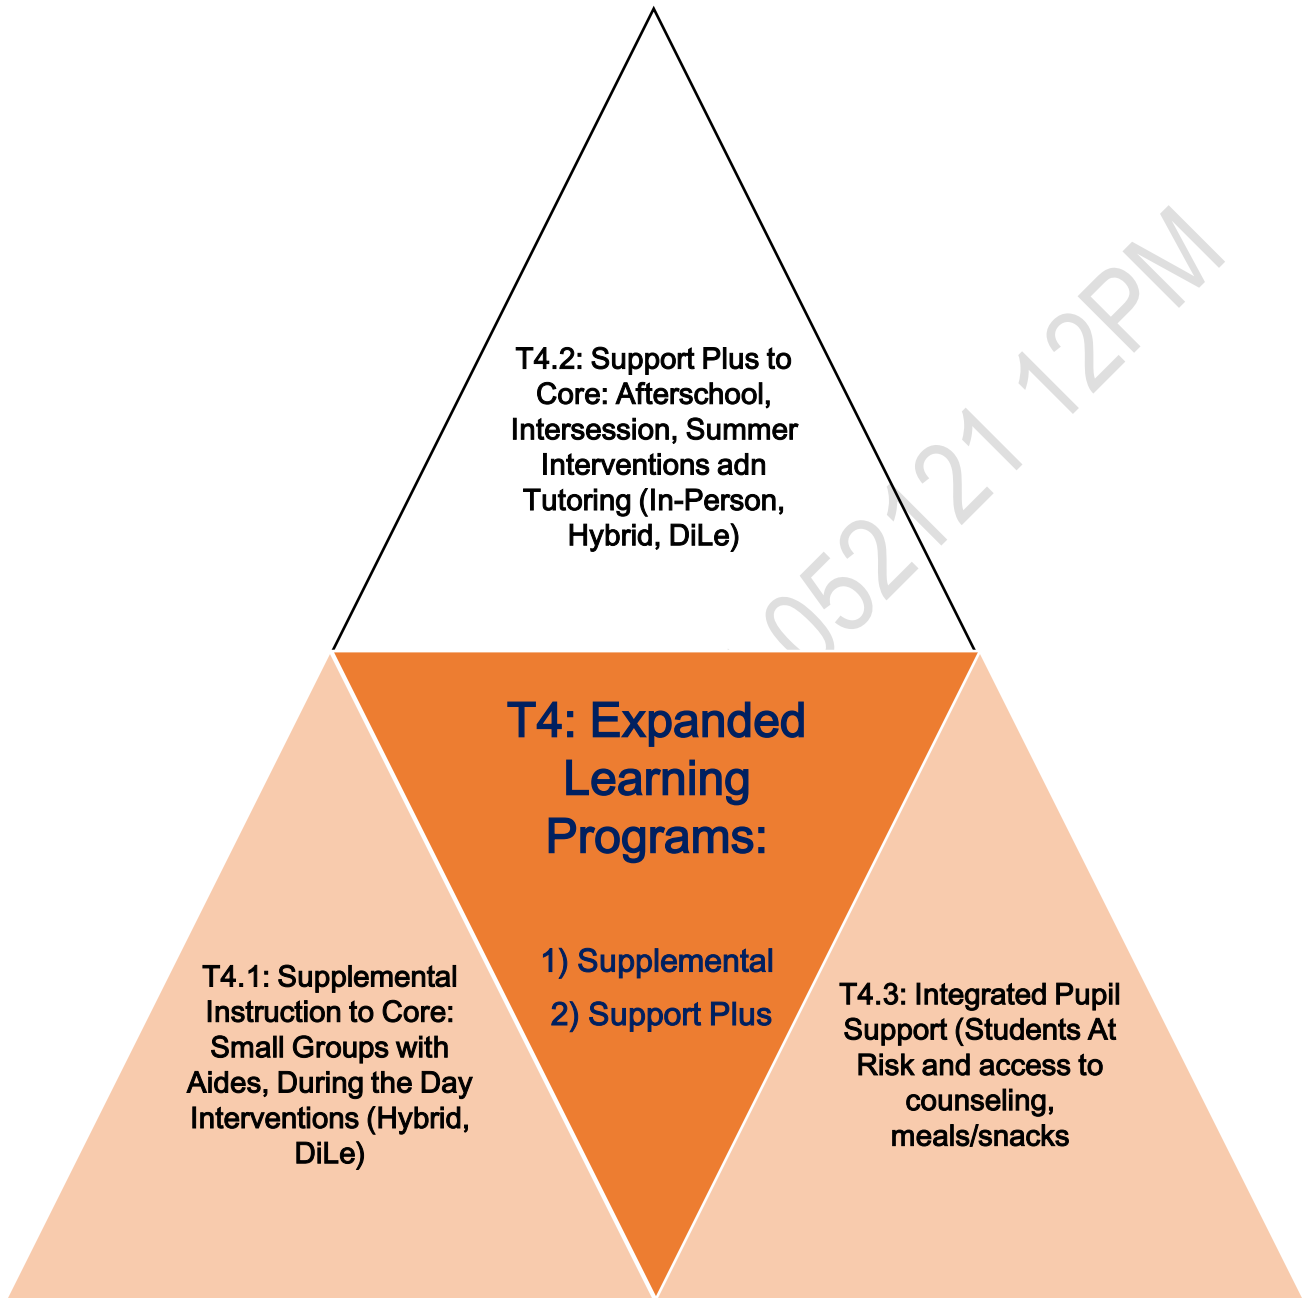 T4.2: Support Plus to
Core: Afterschool,
Intersession, Summer
Interventions adn
Tutoring (In-Person,
Hybrid, DiLe)
052121 12PM
T4: Expanded
Learning
Programs:
1) Supplemental
2) Support Plus
T4.1: Supplemental
Instruction to Core:
Small Groups with
Aides, During the Day
Interventions (Hybrid,
DiLe)
T4.3: Integrated Pupil
Support (Students At
Risk and access to
counseling,
meals/snacks